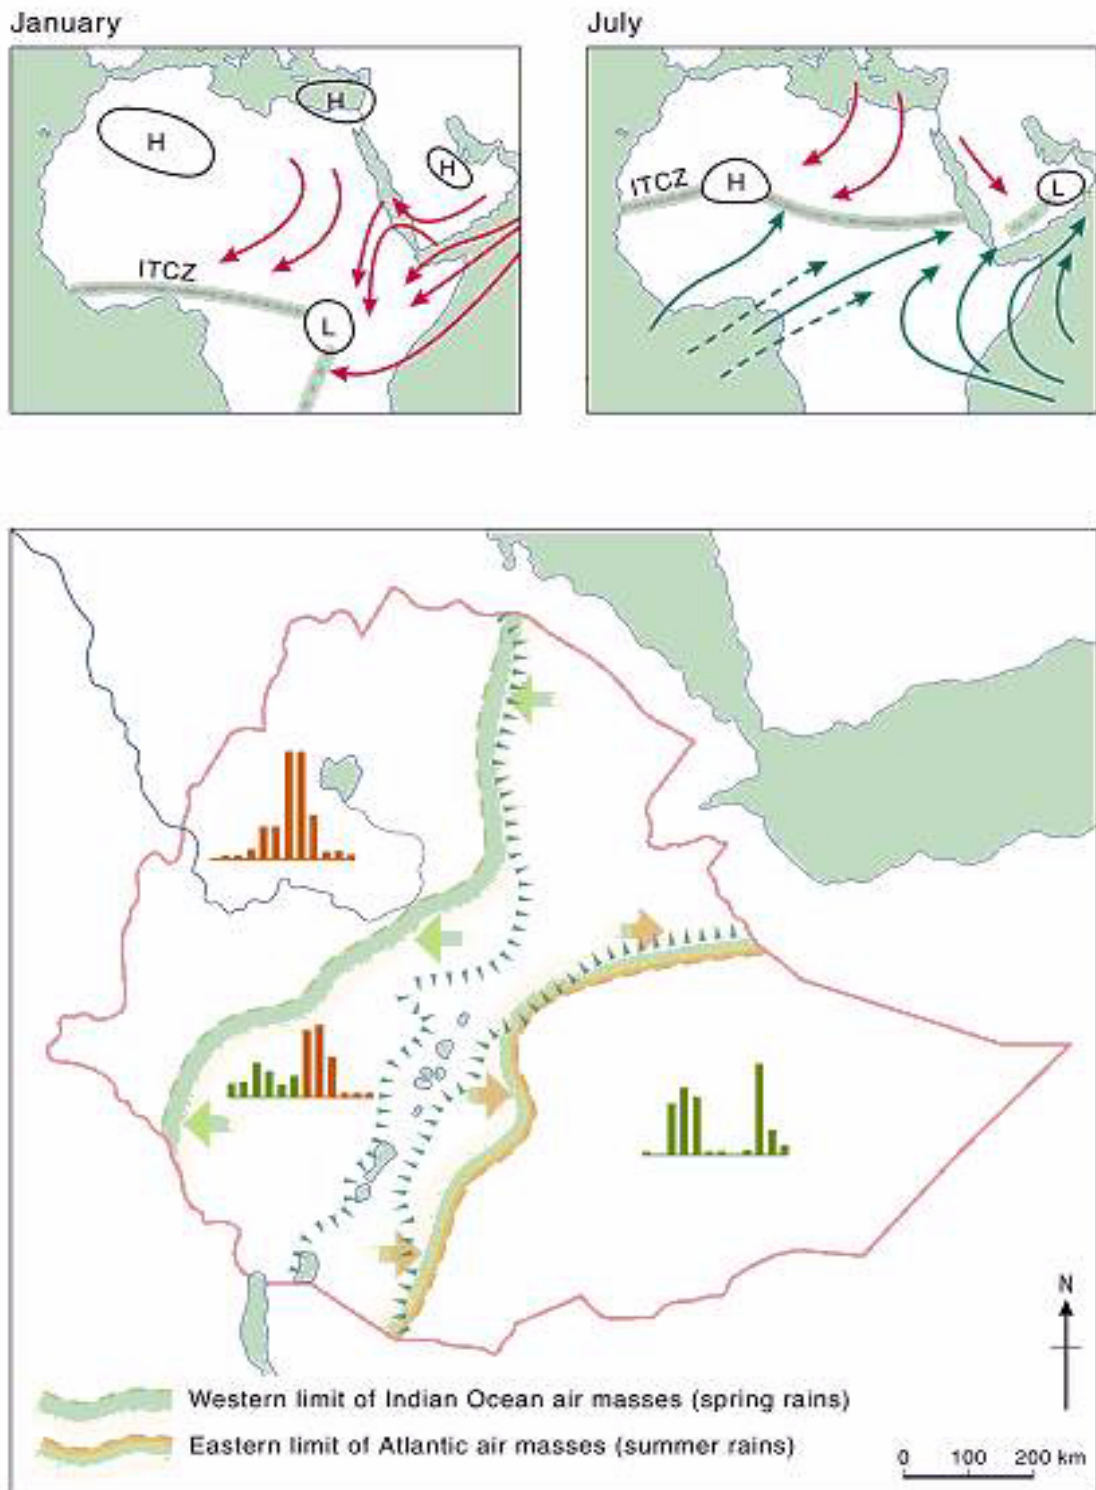 January
July
H
H
H
ITCZ
L
ITCZ
H
L
N
Western limit of Indian Ocean air masses (spring rains)
Eastern limit of Atlantic air masses (summer rains)
0 100 200 km